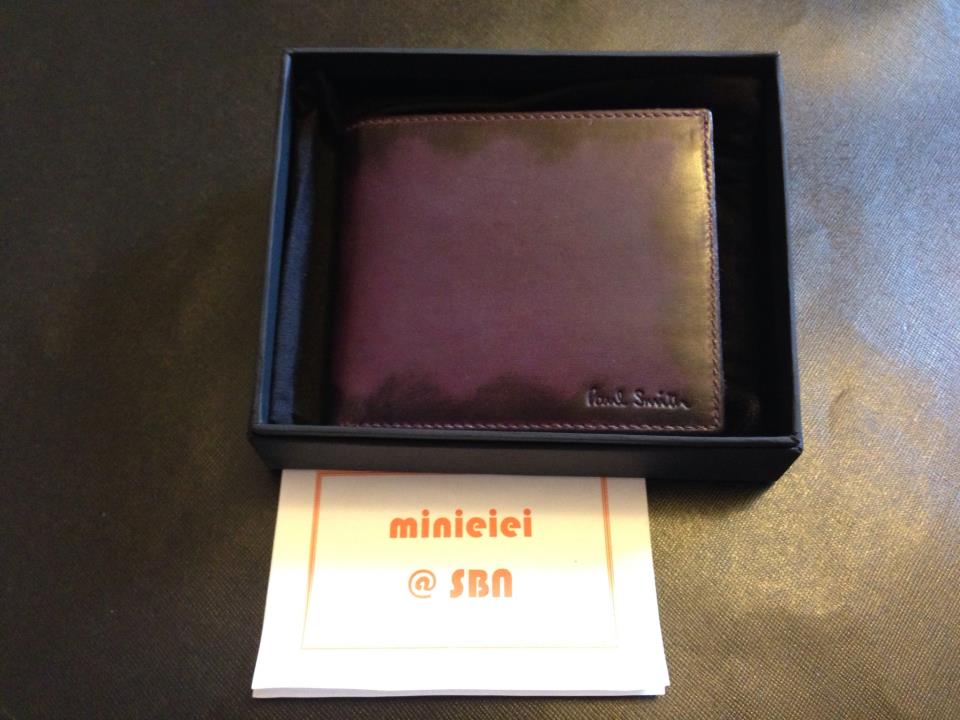 Paul Smith
minieiei
@ SBN